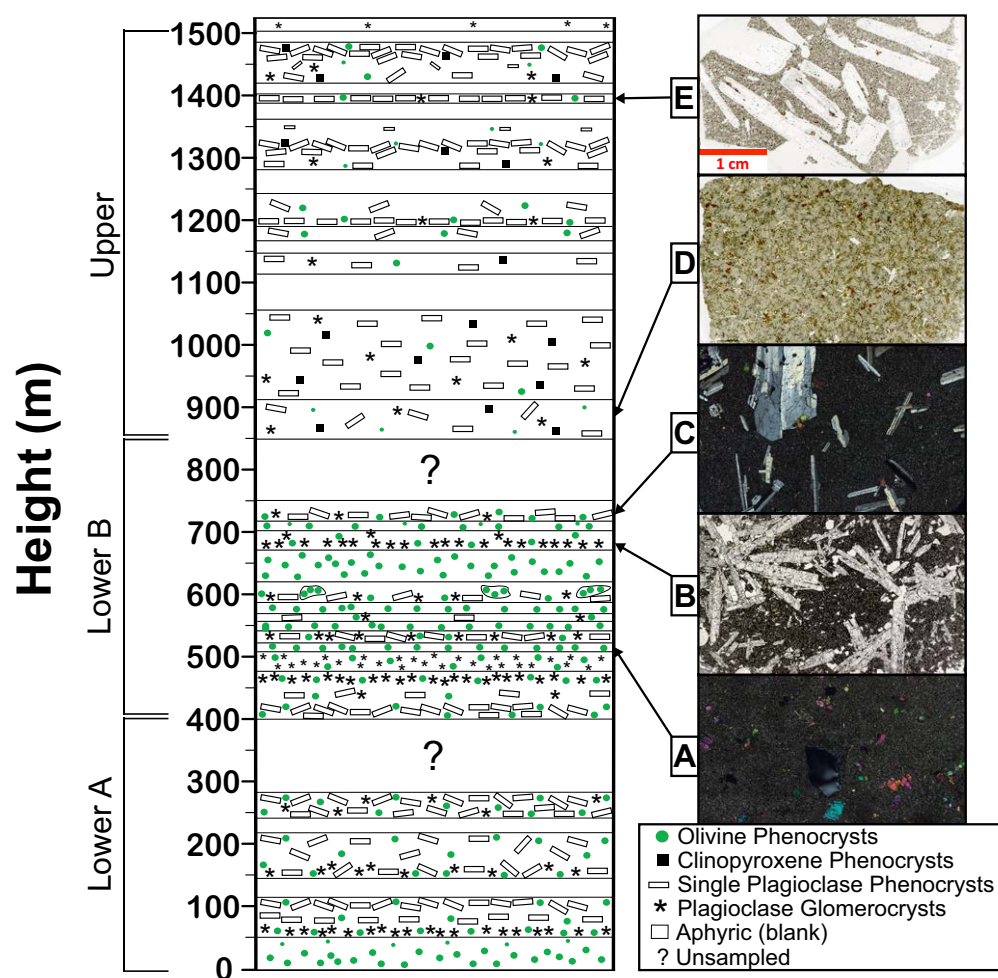 Height (m)
Upper
Lower B
Lower A
1500
1400
1300
1200
1100
1000
900
800
700
600
500
400
300
200
100
0
?
?
E
D
C
B
A
1 cm
Olivine Phenocrysts
Clinopyroxene Phenocrysts
Single Plagioclase Phenocrysts
* Plagioclase Glomerocrysts
Aphyric (blank)
? Unsampled